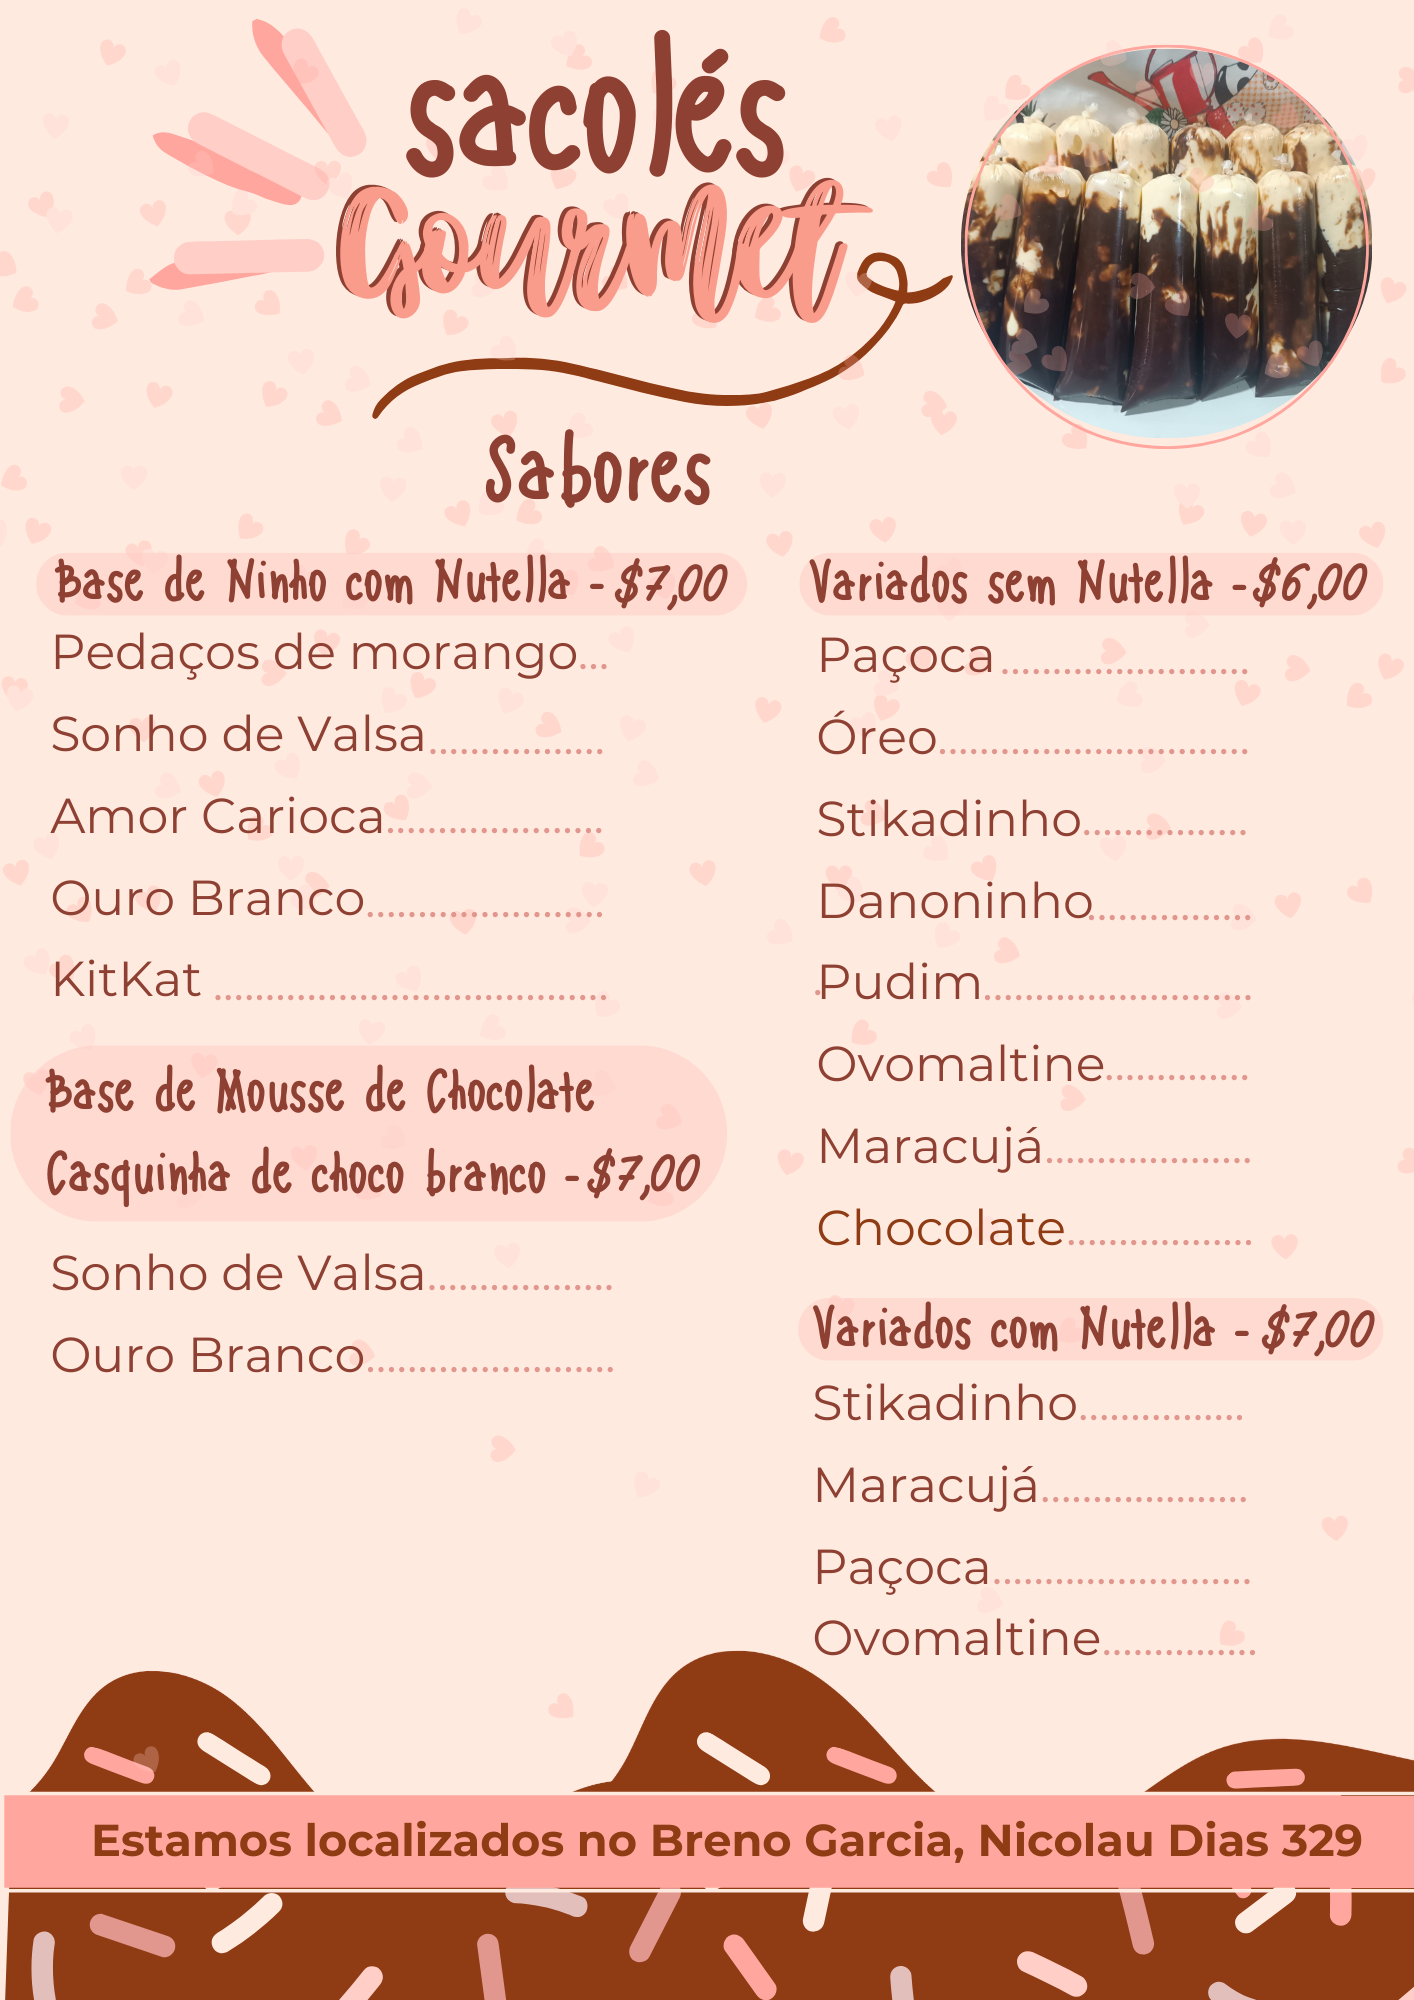 sacolés
Gourmet
Sabores
Base de Ninho com Nutella - $7,00
Pedaços de morango...
Sonho de Valsa.................
Amor Carioca.....................
Ouro Branco.......................
KitKat ......................................
Base de Mousse de Chocolate
Casquinha de choco branco - $7,00
Sonho de Valsa..................
Ouro Branco........................
Variados sem Nutella -$6,00
Paçoca ........................
Óreo..............................
Stikadinho................
Danoninho................
.Pudim..........................
Ovomaltine..............
Maracujá....................
Chocolate..................
Variados com Nutella - $7,00
Stikadinho................
Maracujá....................
Paçoca.........................
Ovomaltine...............
Estamos localizados no Breno Garcia, Nicolau Dias 329